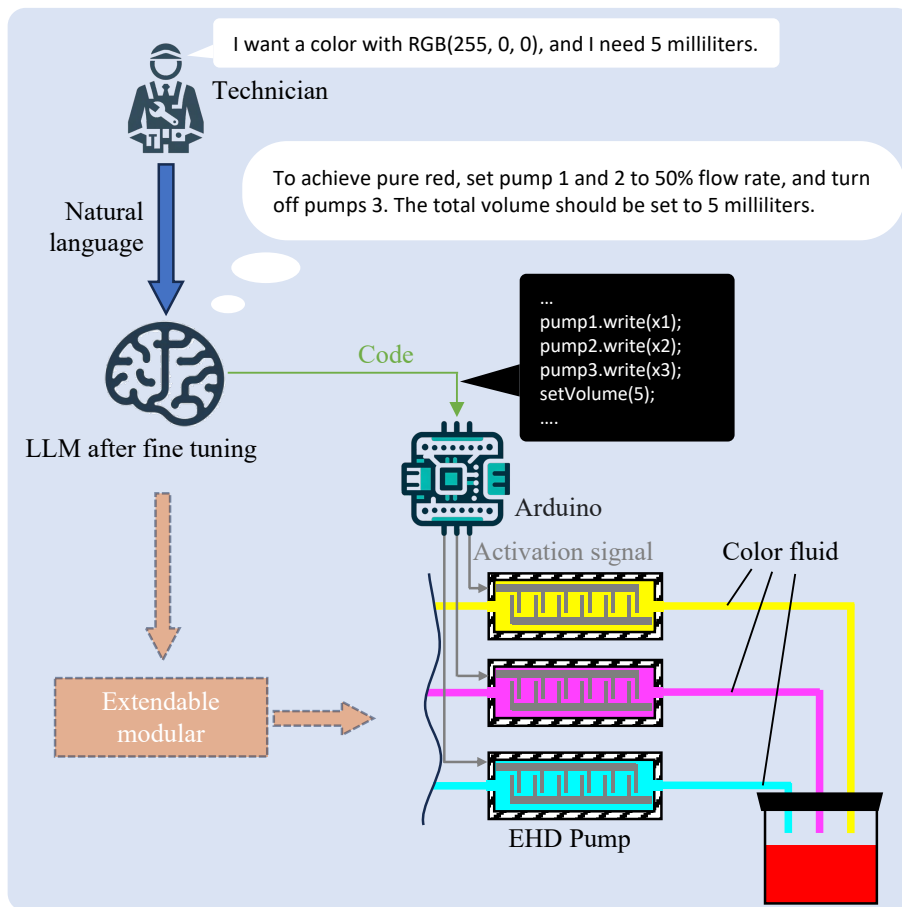 I want a color with RGB(255, 0, 0), and I need 5 milliliters.
Technician
To achieve pure red, set pump 1 and 2 to 50% flow rate, and turn
off pumps 3. The total volume should be set to 5 milliliters.
Natural
language
...
pump1.write(x1);
pump2.write(x2);
pump3.write(x3);
setVolume(5);
....
Code
LLM after fine tuning
Arduino
Activation signal
Color fluid
Extendable
modular
EHD Pump